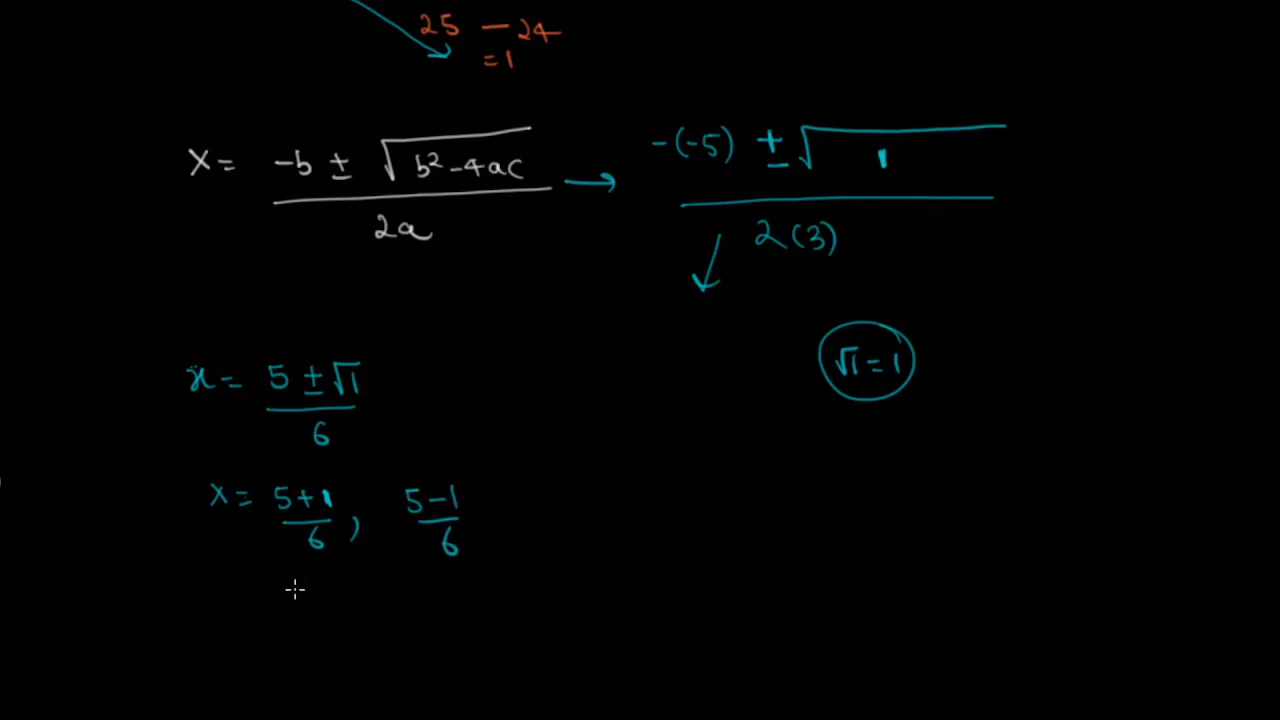 25 - 24
= 1
x = (-b ± √(b² - 4ac)) / 2a → (-(-5) ± √1) / 2(3)
√1 = 1
x = (5 ± √1) / 6
x = (5+1)/6 , (5-1)/6